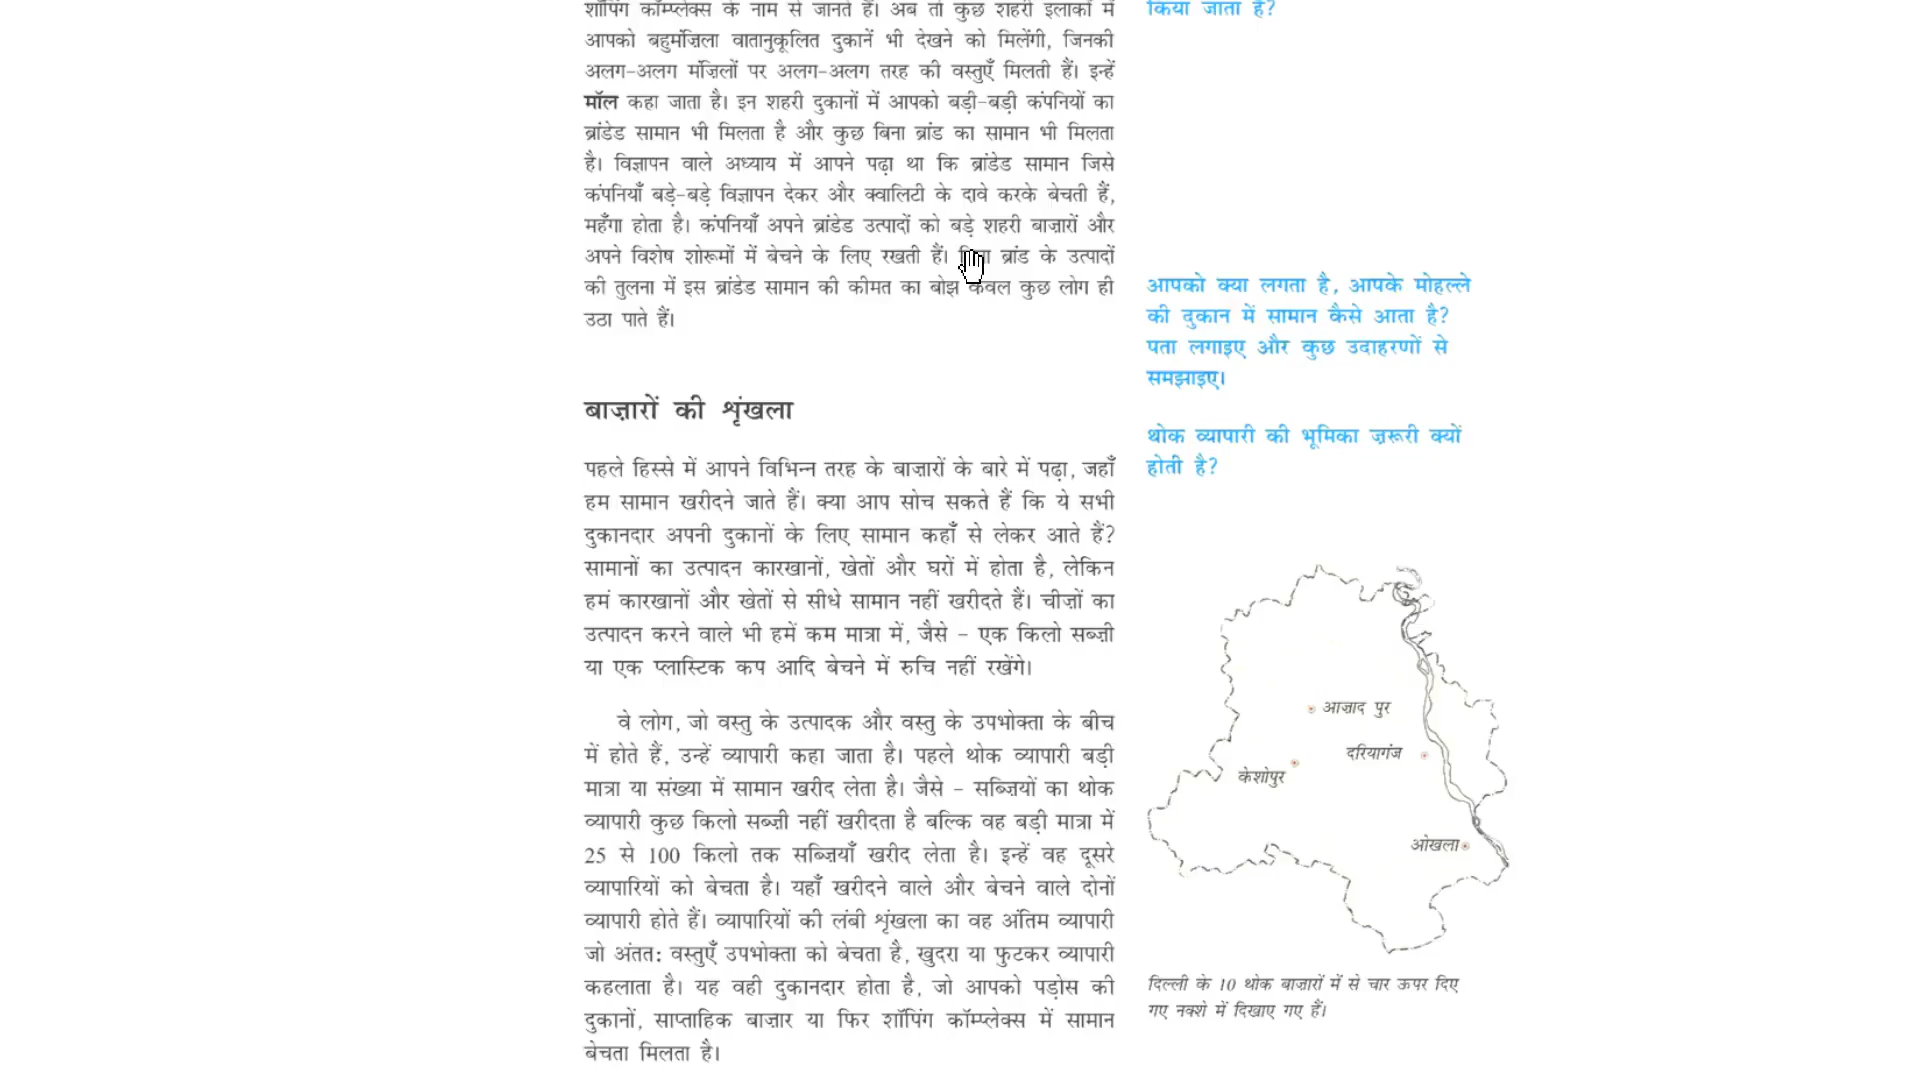 शॉपिंग कॉम्प्लेक्स के नाम से जानते हैं। अब तो कुछ शहरी इलाकों में
आपको बहुमंज़िला वातानुकूलित दुकानें भी देखने को मिलेंगी, जिनकी
अलग-अलग मंज़िलों पर अलग-अलग तरह की वस्तुएँ मिलती हैं। इन्हें
मॉल कहा जाता है। इन शहरी दुकानों में आपको बड़ी-बड़ी कंपनियों का
ब्रांडेड सामान भी मिलता है और कुछ बिना ब्रांड का सामान भी मिलता
है। विज्ञापन वाले अध्याय में आपने पढ़ा था कि ब्रांडेड सामान जिसे
कंपनियाँ बड़े-बड़े विज्ञापन देकर और क्वालिटी के दावे करके बेचती हैं,
महँगा होता है। कंपनियाँ अपने ब्रांडेड उत्पादों को बड़े शहरी बाज़ारों और
अपने विशेष शोरूमों में बेचने के लिए रखती हैं। ब्रांड के उत्पादों
की तुलना में इस ब्रांडेड सामान की कीमत का बोझ केवल कुछ लोग ही
उठा पाते हैं।
बाज़ारों की शृंखला
पहले हिस्से में आपने विभिन्न तरह के बाज़ारों के बारे में पढ़ा, जहाँ
हम सामान खरीदने जाते हैं। क्या आप सोच सकते हैं कि ये सभी
दुकानदार अपनी दुकानों के लिए सामान कहाँ से लेकर आते हैं?
सामानों का उत्पादन कारखानों, खेतों और घरों में होता है, लेकिन
हमं कारखानों और खेतों से सीधे सामान नहीं खरीदते हैं। चीज़ों का
उत्पादन करने वाले भी हमें कम मात्रा में, जैसे – एक किलो सब्ज़ी
या एक प्लास्टिक कप आदि बेचने में रुचि नहीं रखेंगे।
वे लोग, जो वस्तु के उत्पादक और वस्तु के उपभोक्ता के बीच
में होते हैं, उन्हें व्यापारी कहा जाता है। पहले थोक व्यापारी बड़ी
मात्रा या संख्या में सामान खरीद लेता है। जैसे – सब्ज़ियों का थोक
व्यापारी कुछ किलो सब्ज़ी नहीं खरीदता है बल्कि वह बड़ी मात्रा में
25 से 100 किलो तक सब्ज़ियाँ खरीद लेता है। इन्हें वह दूसरे
व्यापारियों को बेचता है। यहाँ खरीदने वाले और बेचने वाले दोनों
व्यापारी होते हैं। व्यापारियों की लंबी शृंखला का वह अंतिम व्यापारी
जो अंतत: वस्तुएँ उपभोक्ता को बेचता है, खुदरा या फुटकर व्यापारी
कहलाता है। यह वही दुकानदार होता है, जो आपको पड़ोस की
दुकानों, साप्ताहिक बाज़ार या फिर शॉपिंग कॉम्प्लेक्स में सामान
बेचता मिलता है।
किया जाता है?
आपको क्या लगता है, आपके मोहल्ले
की दुकान में सामान कैसे आता है?
पता लगाइए और कुछ उदाहरणों से
समझाइए।
थोक व्यापारी की भूमिका ज़रूरी क्यों
होती है?
आज़ाद पुर
दरियागंज
केशोपुर
ओखला
दिल्ली के 10 थोक बाज़ारों में से चार ऊपर दिए
गए नक्शे में दिखाए गए हैं।